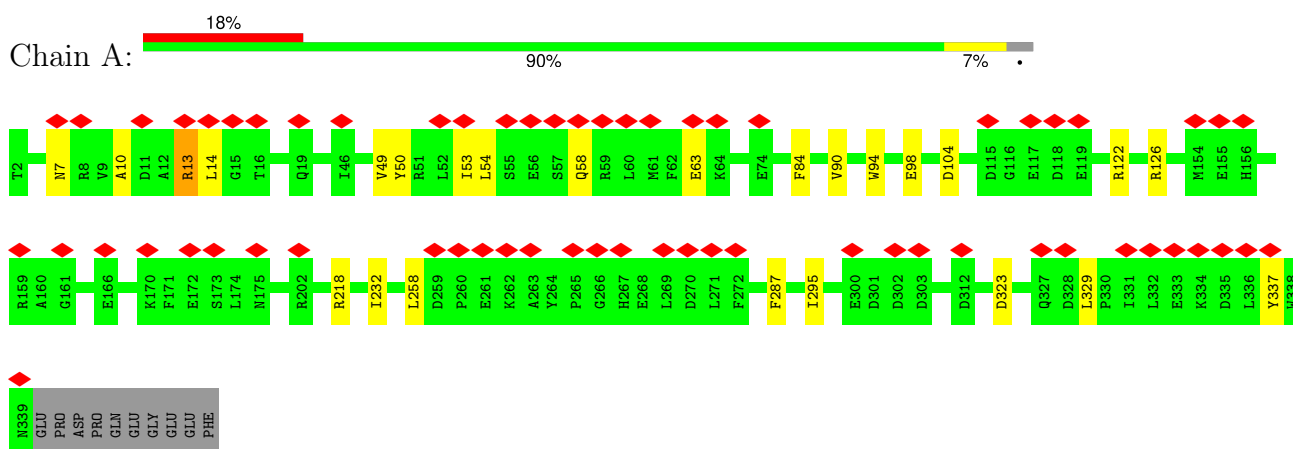 18%
Chain A:
90% 7% •
T2 N7 R8 V9 A10 D11 A12 R13 L14 G15 T16 Q19 I46 V49 Y50 R51 L52 I53 L54 S55 E56 S57 Q58 R59 L60 M61 F62 E63 K64 E74 F84 V90 W94 E98 D104 D115 G116 E117 D118 E119 R122 R126 M154 E155 H156
R159 A160 G161 E166 K170 F171 E172 S173 L174 N175 R202 R218 I232 L258 D259 P260 E261 K262 A263 Y264 P265 G266 H267 E268 L269 D270 L271 F272 F287 I295 E300 D301 D302 D303 D312 D323 Q327 D328 L329 P330 I331 L332 E333 K334 D335 L336 Y337 W338
N339 GLU PRO ASP PRO GLN GLU GLY GLU GLU PHE